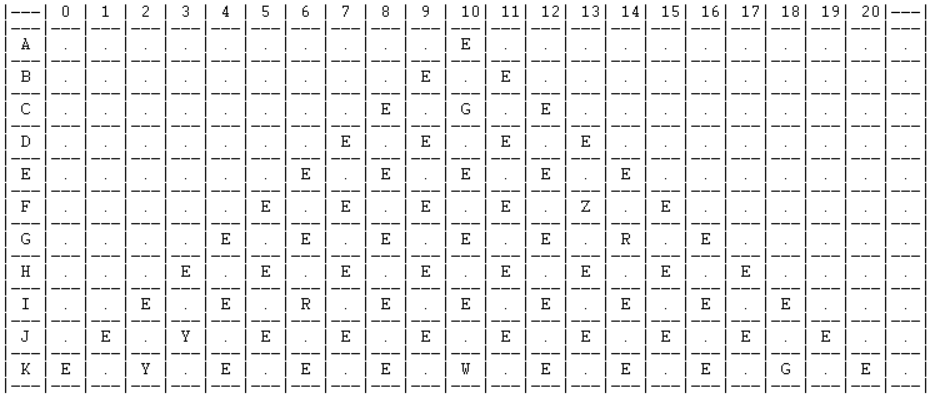 |---| 0 | 1 | 2 | 3 | 4 | 5 | 6 | 7 | 8 | 9 | 10| 11| 12| 13| 14| 15| 16| 17| 18| 19| 20|---|
|---|---|---|---|---|---|---|---|---|---|---|---|---|---|---|---|---|---|---|---|---|---|---|
| A | . | . | . | . | . | . | . | . | . | . | E | . | . | . | . | . | . | . | . | . | . | . |
|---|---|---|---|---|---|---|---|---|---|---|---|---|---|---|---|---|---|---|---|---|---|---|
| B | . | . | . | . | . | . | . | . | . | E | . | E | . | . | . | . | . | . | . | . | . | . |
|---|---|---|---|---|---|---|---|---|---|---|---|---|---|---|---|---|---|---|---|---|---|---|
| C | . | . | . | . | . | . | . | . | E | . | G | . | E | . | . | . | . | . | . | . | . | . |
|---|---|---|---|---|---|---|---|---|---|---|---|---|---|---|---|---|---|---|---|---|---|---|
| D | . | . | . | . | . | . | . | E | . | E | . | E | . | E | . | . | . | . | . | . | . | . |
|---|---|---|---|---|---|---|---|---|---|---|---|---|---|---|---|---|---|---|---|---|---|---|
| E | . | . | . | . | . | . | E | . | E | . | E | . | E | . | E | . | . | . | . | . | . | . |
|---|---|---|---|---|---|---|---|---|---|---|---|---|---|---|---|---|---|---|---|---|---|---|
| F | . | . | . | . | . | E | . | E | . | E | . | E | . | Z | . | E | . | . | . | . | . | . |
|---|---|---|---|---|---|---|---|---|---|---|---|---|---|---|---|---|---|---|---|---|---|---|
| G | . | . | . | . | E | . | E | . | E | . | E | . | E | . | R | . | E | . | . | . | . | . |
|---|---|---|---|---|---|---|---|---|---|---|---|---|---|---|---|---|---|---|---|---|---|---|
| H | . | . | . | E | . | E | . | E | . | E | . | E | . | E | . | E | . | E | . | . | . | . |
|---|---|---|---|---|---|---|---|---|---|---|---|---|---|---|---|---|---|---|---|---|---|---|
| I | . | . | E | . | E | . | R | . | E | . | E | . | E | . | E | . | E | . | E | . | . | . |
|---|---|---|---|---|---|---|---|---|---|---|---|---|---|---|---|---|---|---|---|---|---|---|
| J | . | E | . | Y | . | E | . | E | . | E | . | E | . | E | . | E | . | E | . | E | . | . |
|---|---|---|---|---|---|---|---|---|---|---|---|---|---|---|---|---|---|---|---|---|---|---|
| K | E | . | Y | . | E | . | E | . | E | . | W | . | E | . | E | . | E | . | G | . | E | . |
|---|---|---|---|---|---|---|---|---|---|---|---|---|---|---|---|---|---|---|---|---|---|---|